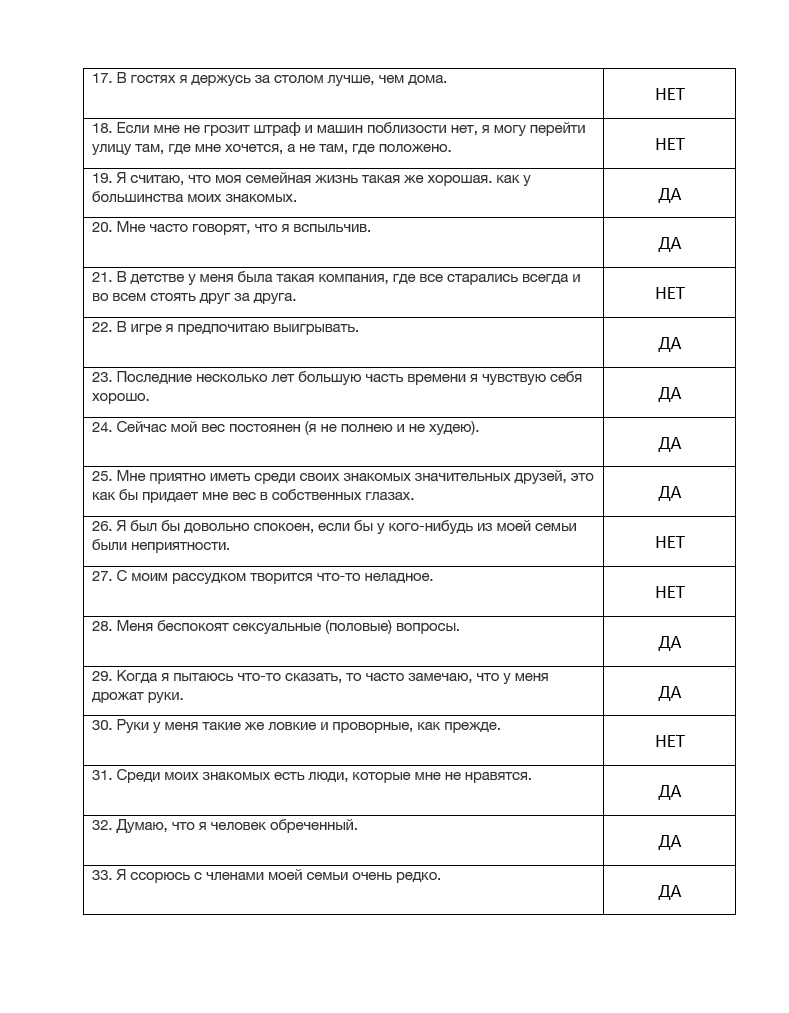 17. В гостях я держусь за столом лучше, чем дома.
НЕТ
18. Если мне не грозит штраф и машин поблизости нет, я могу перейти
улицу там, где мне хочется, а не там, где положено.
НЕТ
19. Я считаю, что моя семейная жизнь такая же хорошая. как у
большинства моих знакомых.
ДА
20. Мне часто говорят, что я вспыльчив.
ДА
21. В детстве у меня была такая компания, где все старались всегда и
во всем стоять друг за друга.
НЕТ
22. В игре я предпочитаю выигрывать.
ДА
23. Последние несколько лет большую часть времени я чувствую себя
хорошо.
ДА
24. Сейчас мой вес постоянен (я не полнею и не худею).
ДА
25. Мне приятно иметь среди своих знакомых значительных друзей, это
как бы придает мне вес в собственных глазах.
ДА
26. Я был бы довольно спокоен, если бы у кого-нибудь из моей семьи
были неприятности.
НЕТ
27. С моим рассудком творится что-то неладное.
НЕТ
28. Меня беспокоят сексуальные (половые) вопросы.
ДА
29. Когда я пытаюсь что-то сказать, то часто замечаю, что у меня
дрожат руки.
ДА
30. Руки у меня такие же ловкие и проворные, как прежде.
НЕТ
31. Среди моих знакомых есть люди, которые мне не нравятся.
ДА
32. Думаю, что я человек обреченный.
ДА
33. Я ссорюсь с членами моей семьи очень редко.
ДА